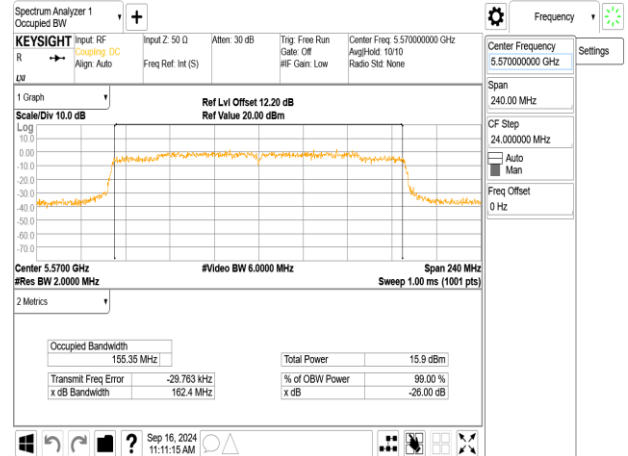 Spectrum Analyzer 1
Occupied BW
+
KEYSIGHT
R
LXI
Input: RF
Coupling: DC
Align: Auto
Input Z: 50 Ω
Freq Ref: Int (S)
Atten: 30 dB
Trig: Free Run
Gate: Off
#IF Gain: Low
Center Freq: 5.570000000 GHz
Avg|Hold: 10/10
Radio Std: None
1 Graph
Scale/Div 10.0 dB
Ref Lvl Offset 12.20 dB
Ref Value 20.00 dBm
Log
10.0
0.00
-10.0
-20.0
-30.0
-40.0
-50.0
-60.0
-70.0
Center 5.5700 GHz
#Res BW 2.0000 MHz
#Video BW 6.0000 MHz
Span 240 MHz
Sweep 1.00 ms (1001 pts)
2 Metrics
Occupied Bandwidth
155.35 MHz
Transmit Freq Error -29.763 kHz
x dB Bandwidth 162.4 MHz
Total Power 15.9 dBm
% of OBW Power 99.00 %
x dB -26.00 dB
?
Sep 16, 2024
11:11:15 AM
Frequency
Settings
Center Frequency
5.570000000 GHz
Span
240.00 MHz
CF Step
24.000000 MHz
Auto
Man
Freq Offset
0 Hz